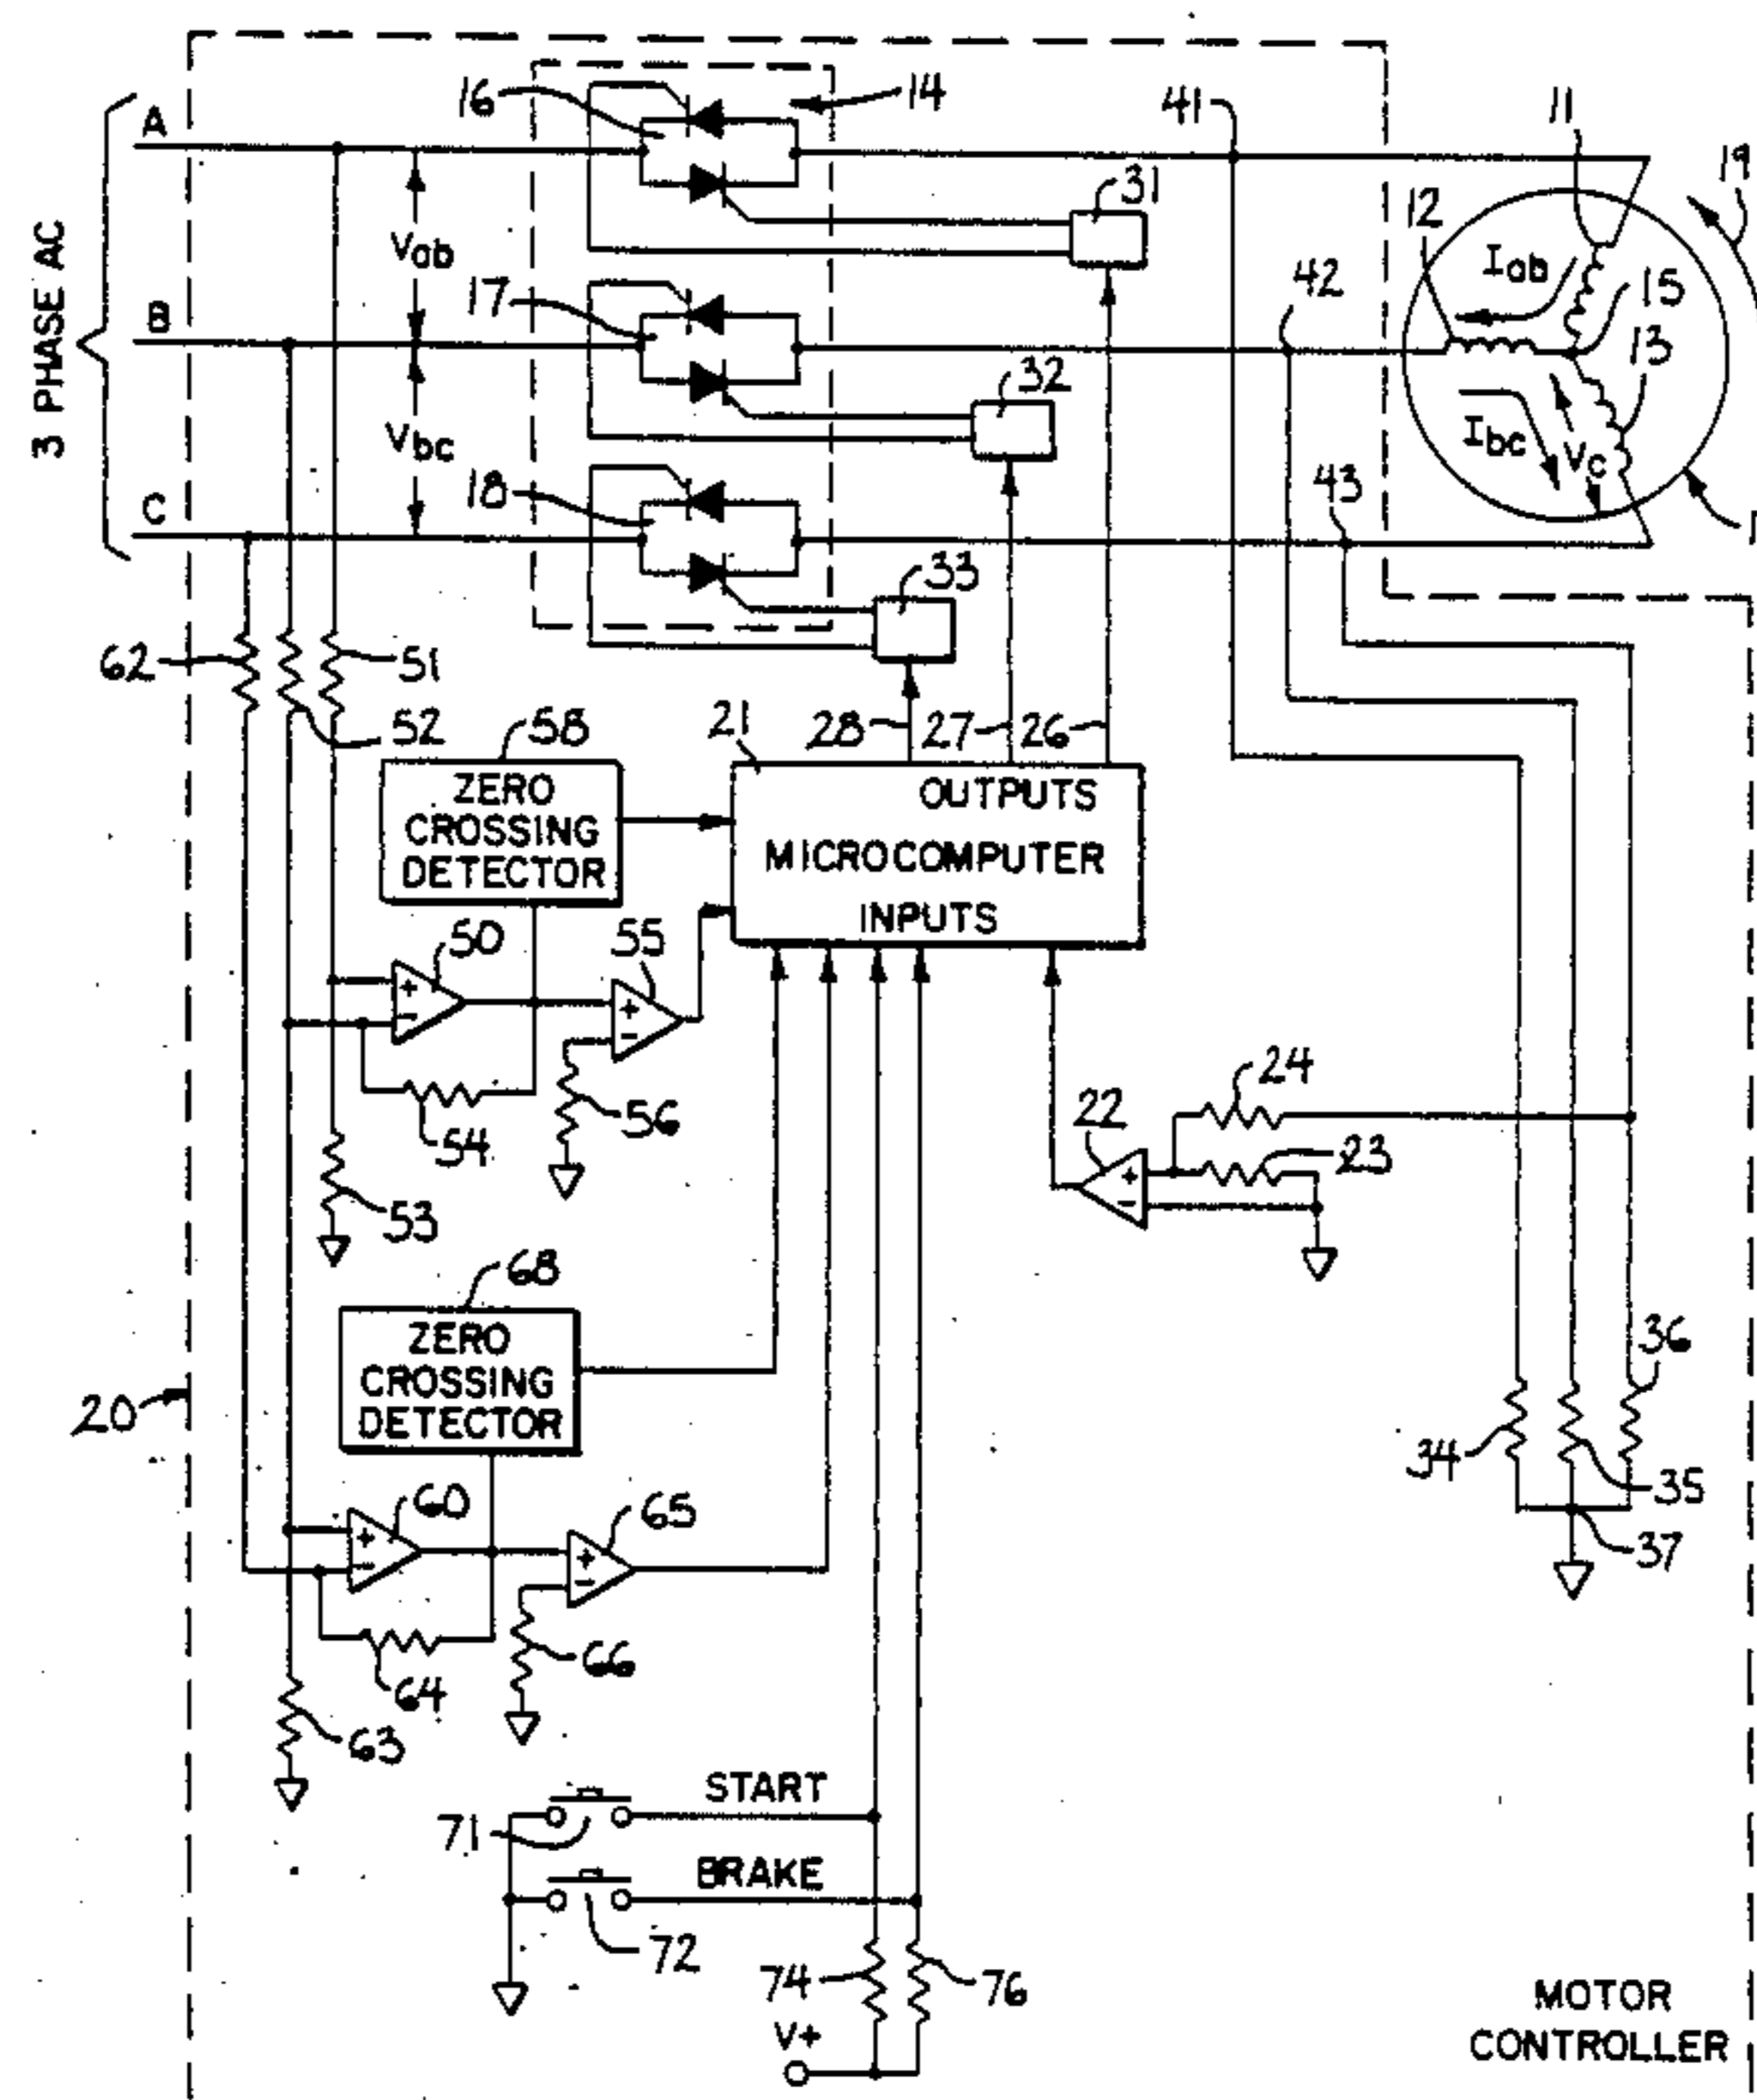 16
14
41
11
19
A
31
12
Iab
15
3 PHASE AC
Vab
17
42
13
B
32
Ibc
Vc
Vbc
18
43
C
33
62
51
52
58
21
28
27
26
ZERO
CROSSING
DETECTOR
OUTPUTS
MICROCOMPUTER
INPUTS
50
55
+
-
+
-
24
22
54
56
+
-
23
53
68
ZERO
CROSSING
DETECTOR
36
20
34
35
60
65
+
-
+
-
37
66
64
63
START
71
BRAKE
72
74
76
V+
MOTOR
CONTROLLER